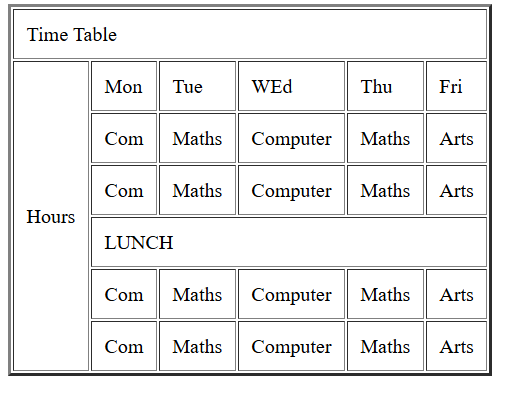 Time Table
Mon Tue WEd Thu Fri
Com Maths Computer Maths Arts
Com Maths Computer Maths Arts
Hours
LUNCH
Com Maths Computer Maths Arts
Com Maths Computer Maths Arts